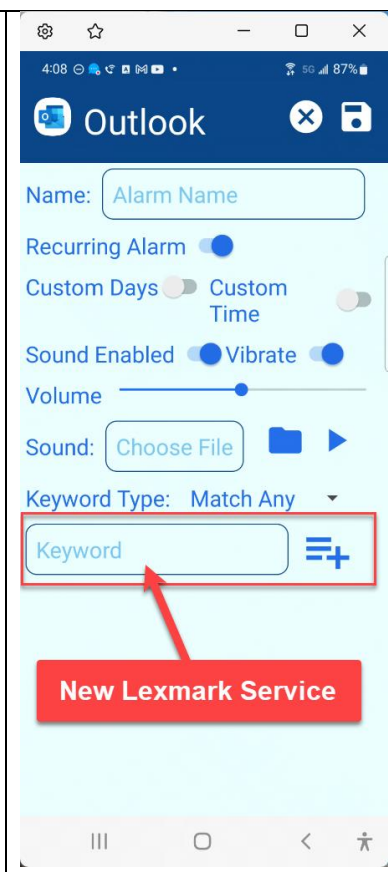 4:08 5G 87%
Outlook
Name: Alarm Name
Recurring Alarm
Custom Days Custom
Time
Sound Enabled Vibrate
Volume
Sound: Choose File
Keyword Type: Match Any
Keyword
New Lexmark Service